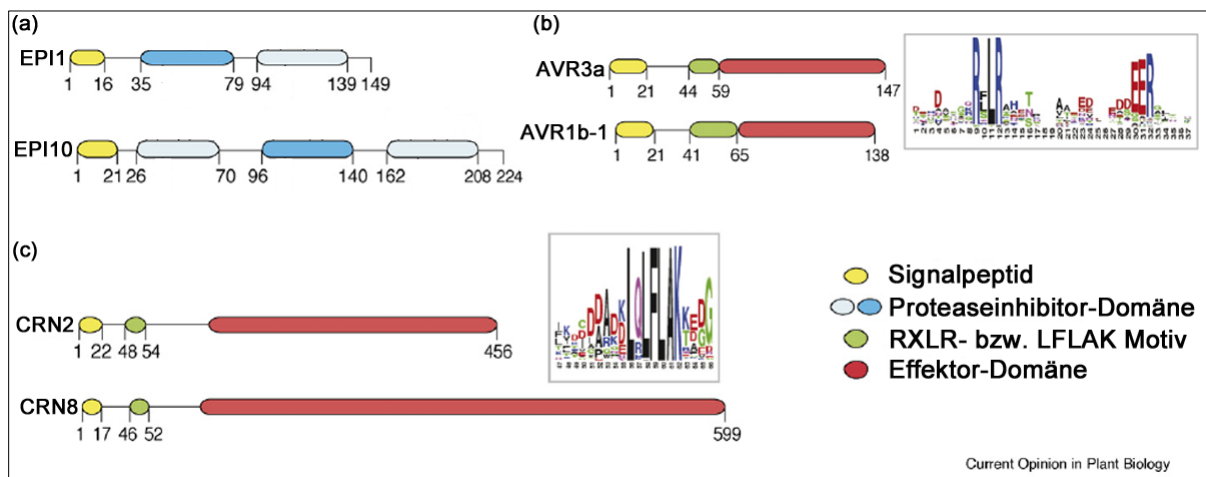 (a)
EPI1
1 16 35 79 94 139 149
EPI10
1 21 26 70 96 140 162 208 224
(b)
AVR3a
1 21 44 59 147
AVR1b-1
1 21 41 65 138
(c)
CRN2
1 22 48 54 456
CRN8
1 17 46 52 599
Signalpeptid
Proteaseinhibitor-Domäne
RXLR- bzw. LFLAK Motiv
Effektor-Domäne
Current Opinion in Plant Biology